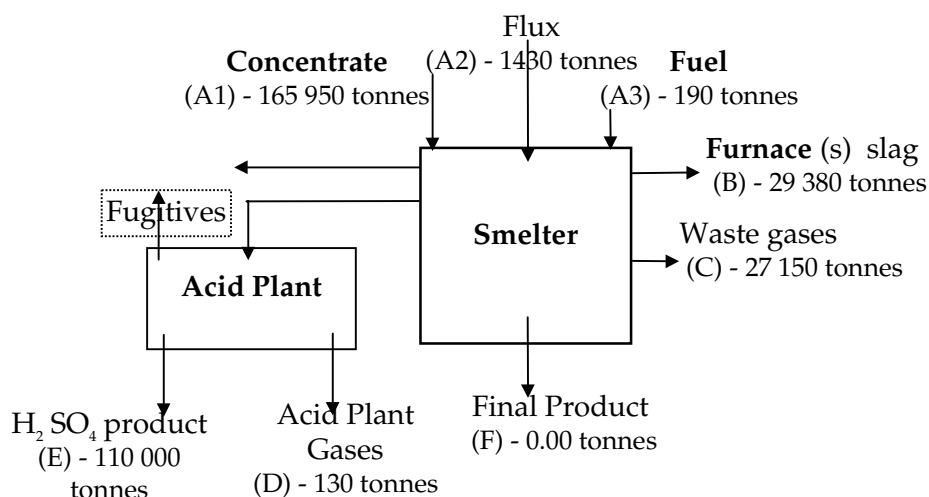 Flux
(A2) - 1430 tonnes
Concentrate
(A1) - 165 950 tonnes
Fuel
(A3) - 190 tonnes
Furnace (s) slag
(B) - 29 380 tonnes
Fugitives
Smelter
Waste gases
(C) - 27 150 tonnes
Acid Plant
H₂ SO₄ product
(E) - 110 000
tonnes
Acid Plant
Gases
(D) - 130 tonnes
Final Product
(F) - 0.00 tonnes